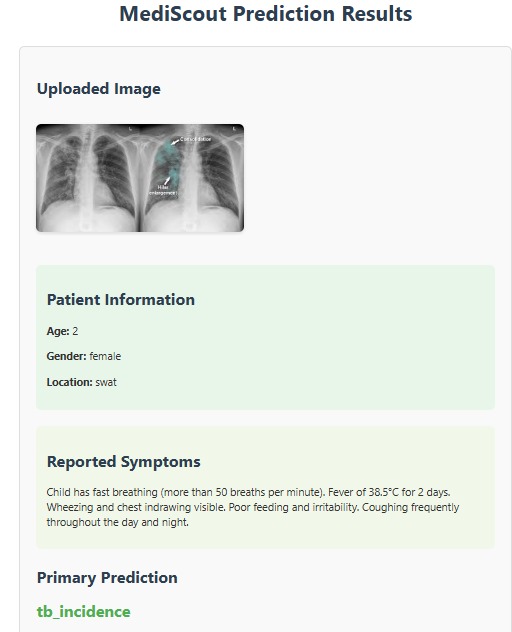 MediScout Prediction Results
Uploaded Image
L
L
Consolidation
Hilar
enlargement
Patient Information
Age: 2
Gender: female
Location: swat
Reported Symptoms
Child has fast breathing (more than 50 breaths per minute). Fever of 38.5°C for 2 days.
Wheezing and chest indrawing visible. Poor feeding and irritability. Coughing frequently
throughout the day and night.
Primary Prediction
tb_incidence